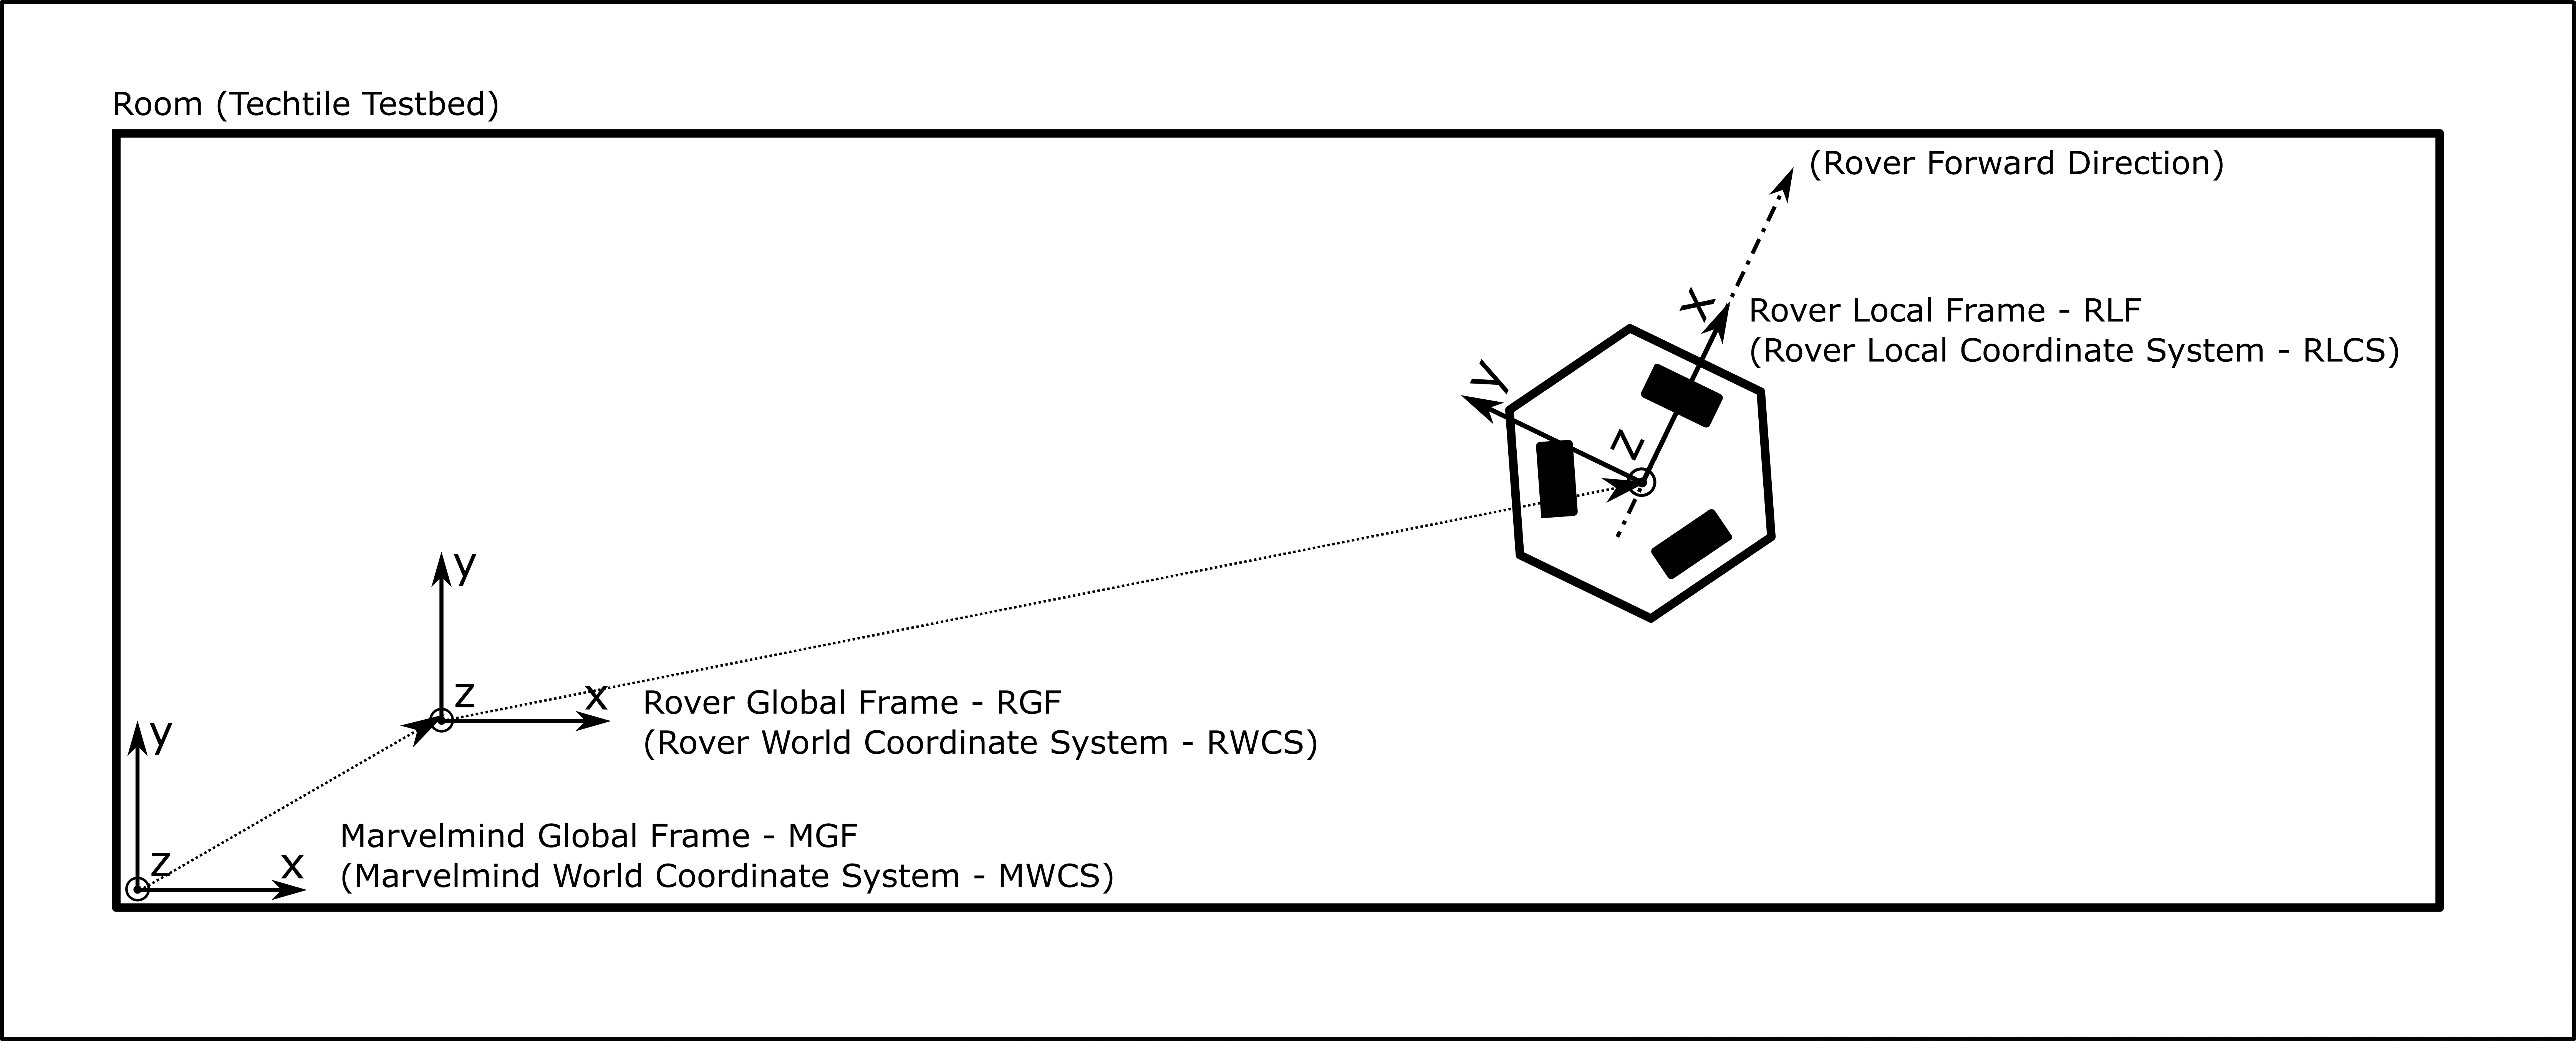 Room (Techtile Testbed)
(Rover Forward Direction)
x
Rover Local Frame - RLF
(Rover Local Coordinate System - RLCS)
y
z
y
z
x
Rover Global Frame - RGF
(Rover World Coordinate System - RWCS)
y
z
x
Marvelmind Global Frame - MGF
(Marvelmind World Coordinate System - MWCS)